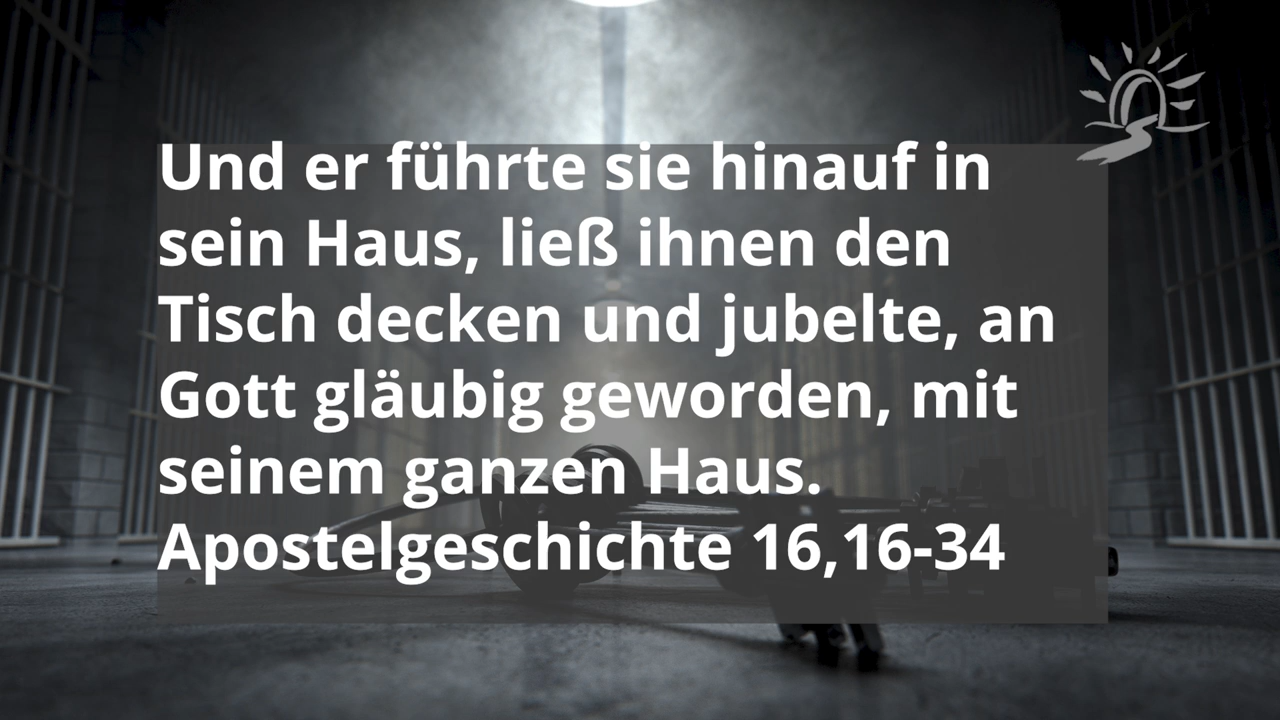 Und er führte sie hinauf in
sein Haus, ließ ihnen den
Tisch decken und jubelte, an
Gott gläubig geworden, mit
seinem ganzen Haus.
Apostelgeschichte 16,16-34